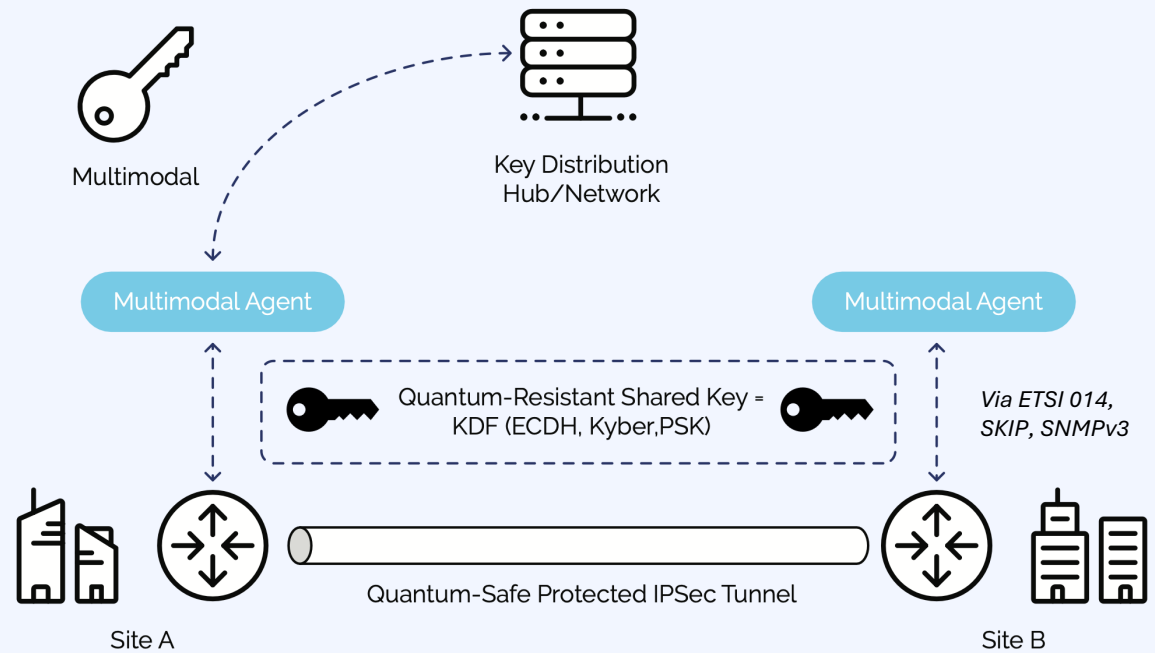 Multimodal
Key Distribution
Hub/Network
Multimodal Agent
Multimodal Agent
Quantum-Resistant Shared Key =
KDF (ECDH, Kyber,PSK)
Via ETSI 014,
SKIP, SNMPv3
Quantum-Safe Protected IPSec Tunnel
Site A
Site B